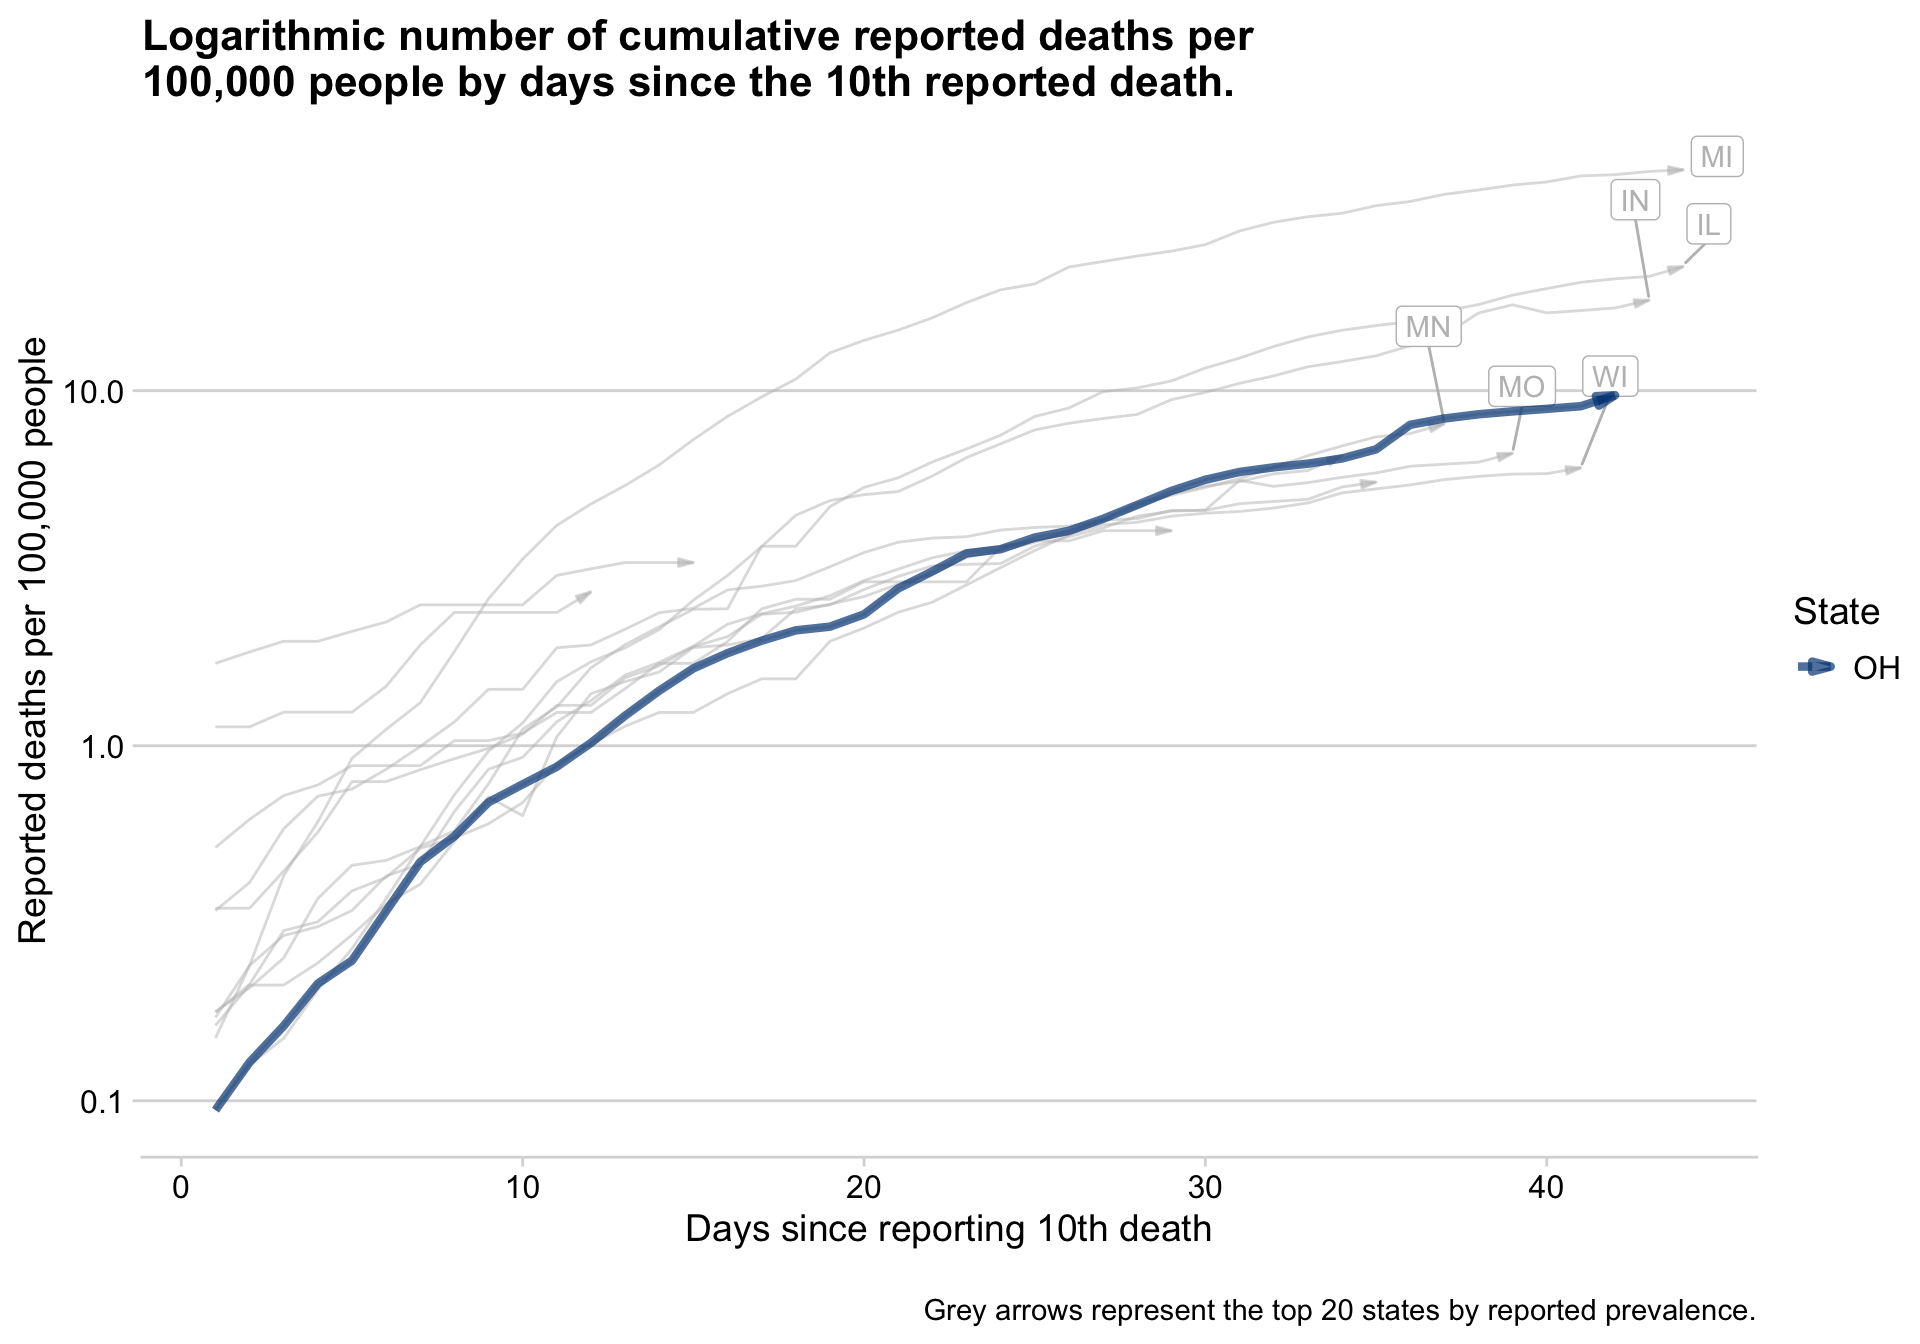 Logarithmic number of cumulative reported deaths per
100,000 people by days since the 10th reported death.
MI
IN
IL
MN
MO
WI
Reported deaths per 100,000 people
10.0
1.0
0.1
State
OH
0
10
20
30
40
Days since reporting 10th death
Grey arrows represent the top 20 states by reported prevalence.